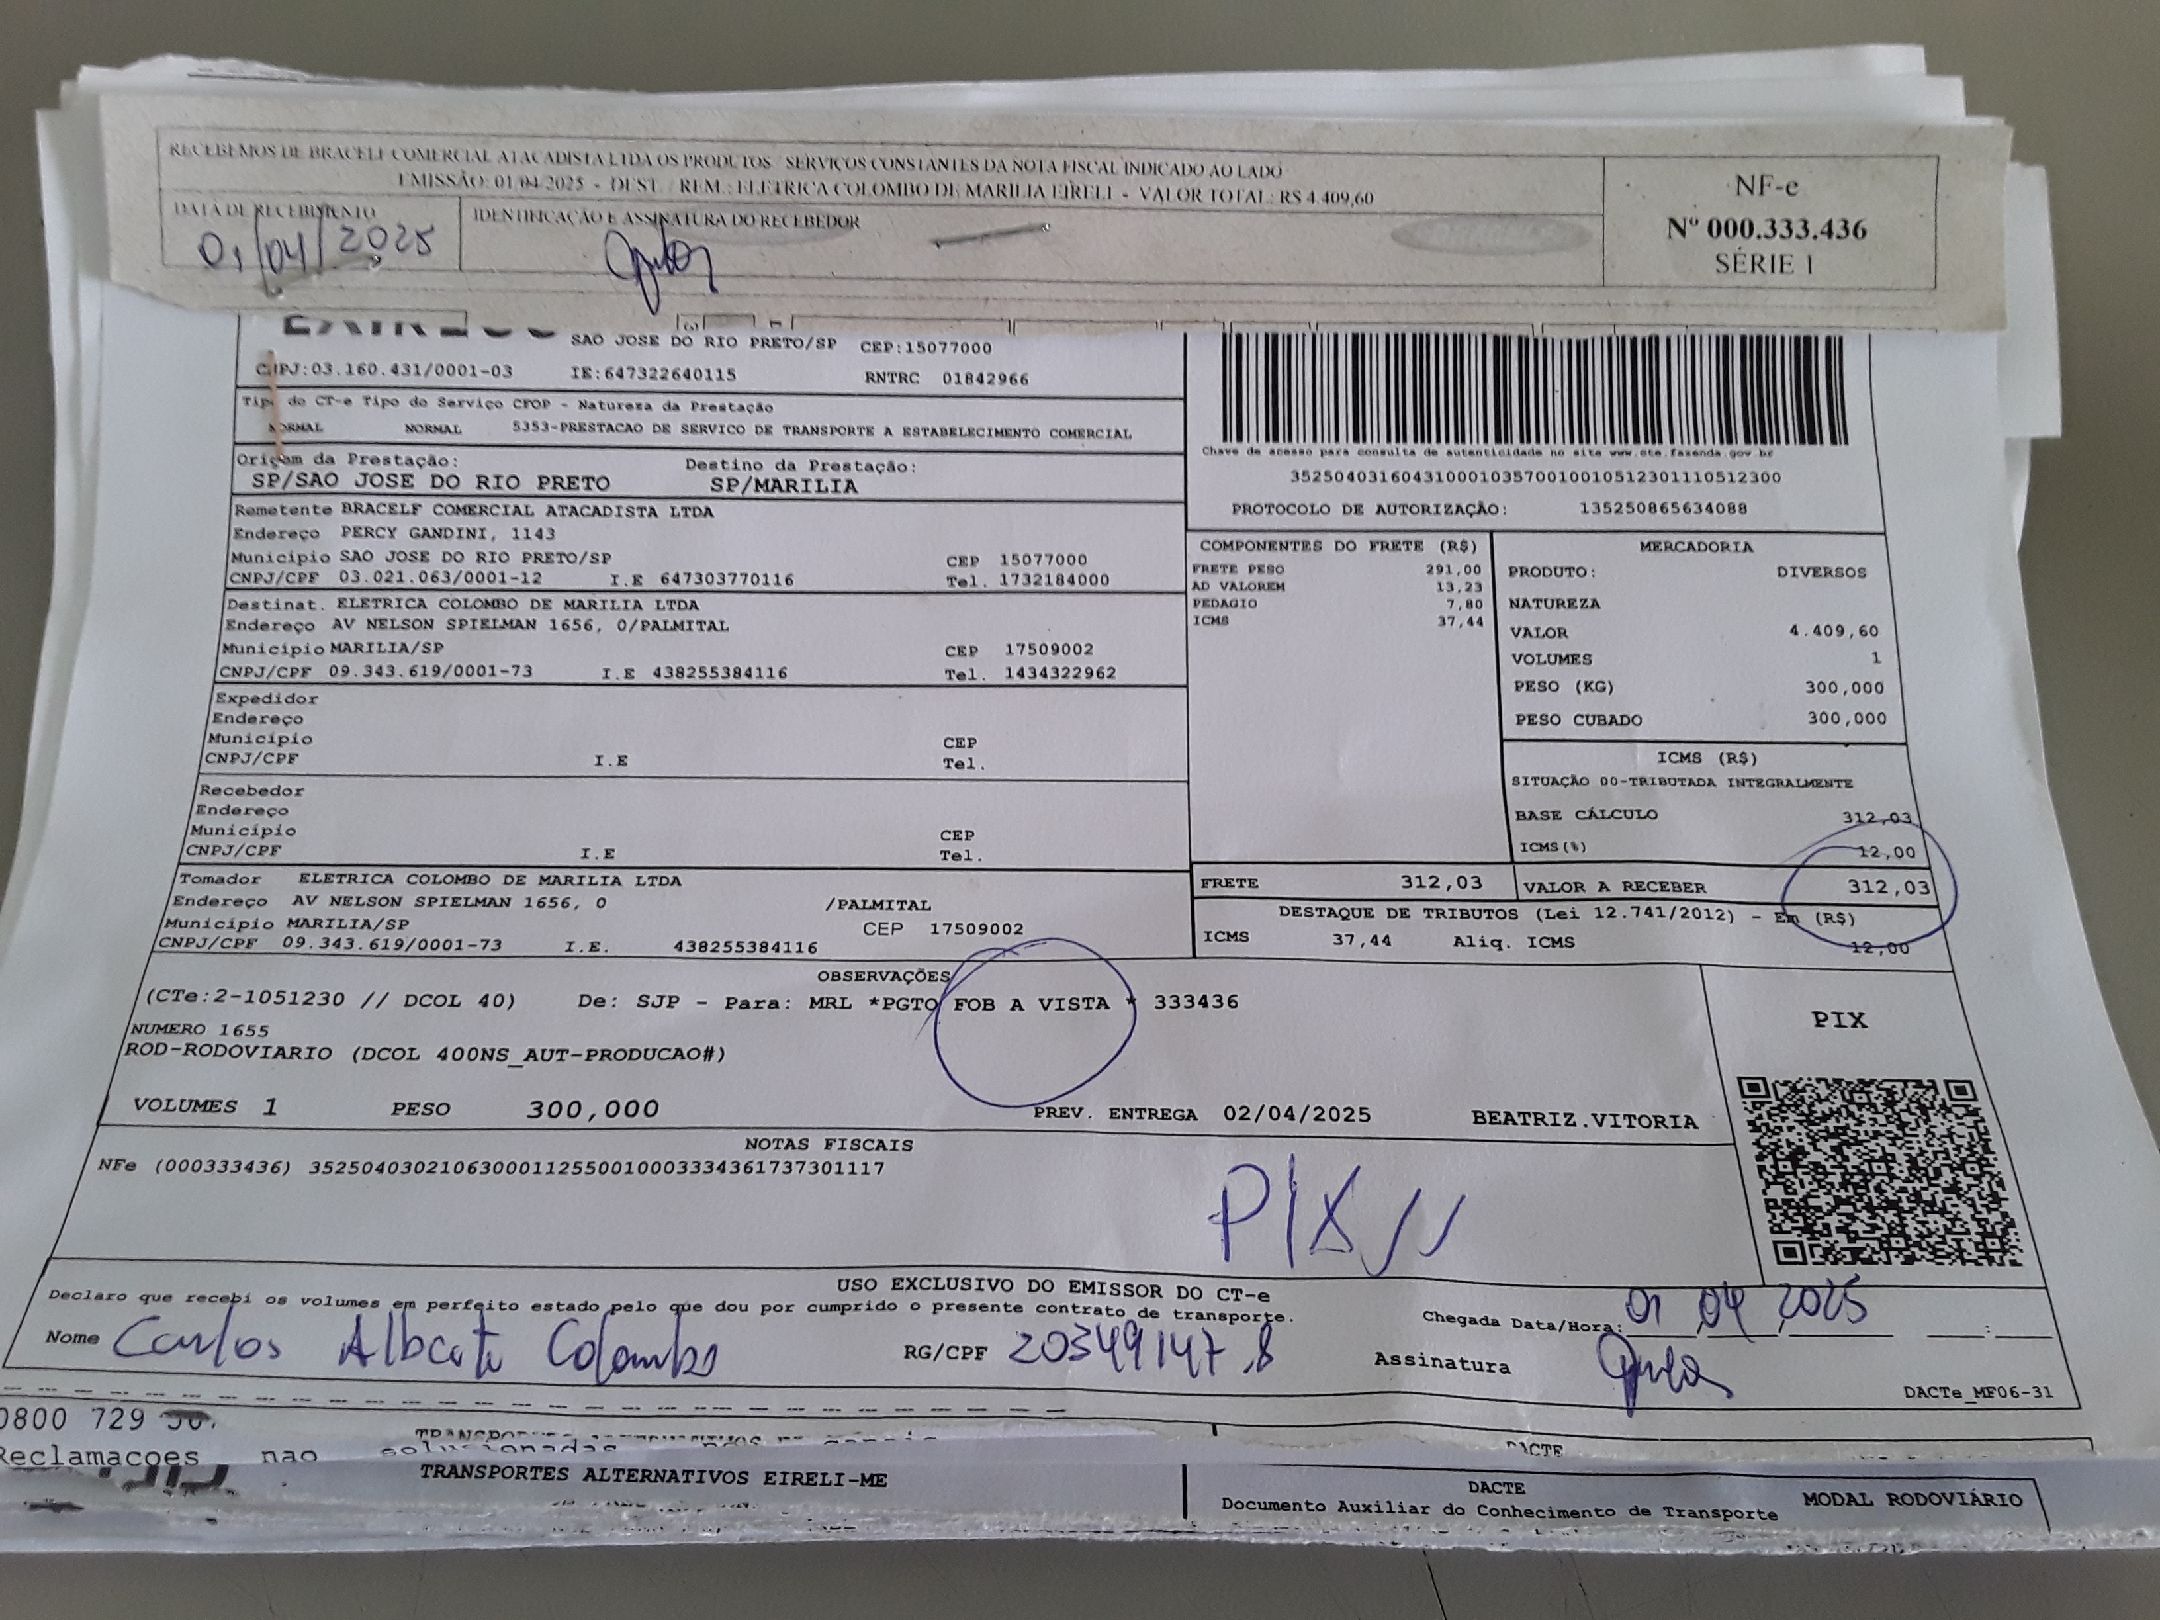 RECEBEMOS DE BRACELF COMERCIAL ATACADISTA LTDA OS PRODUTOS / SERVIÇOS CONSTANTES DA NOTA FISCAL INDICADO AO LADO
EMISSÃO: 01/04/2025 - DEST. / REM.: ELETRICA COLOMBO DE MARILIA EIRELI - VALOR TOTAL: R$ 4.409,60
DATA DE RECEBIMENTO
IDENTIFICAÇÃO E ASSINATURA DO RECEBEDOR
01/04/2025
NF-e
Nº 000.333.436
SÉRIE 1
SAO JOSE DO RIO PRETO/SP CEP:15077000
CNPJ:03.160.431/0001-03 IE:647322640115 RNTRC 01842966
Tipo do CT-e Tipo do Serviço CFOP - Natureza da Prestação
NORMAL NORMAL 5353-PRESTACAO DE SERVICO DE TRANSPORTE A ESTABELECIMENTO COMERCIAL
Origem da Prestação: Destino da Prestação:
SP/SAO JOSE DO RIO PRETO SP/MARILIA
Chave de acesso para consulta de autenticidade no site www.cte.fazenda.gov.br
35250403160431000103570010010512301110512300
PROTOCOLO DE AUTORIZAÇÃO: 135250865634088
Remetente BRACELF COMERCIAL ATACADISTA LTDA
Endereço PERCY GANDINI, 1143
Município SAO JOSE DO RIO PRETO/SP CEP 15077000
CNPJ/CPF 03.021.063/0001-12 I.E 647303770116 Tel. 1732184000
Destinat. ELETRICA COLOMBO DE MARILIA LTDA
Endereço AV NELSON SPIELMAN 1656, 0/PALMITAL
Município MARILIA/SP CEP 17509002
CNPJ/CPF 09.343.619/0001-73 I.E 438255384116 Tel. 1434322962
Expedidor
Endereço
Município CEP
CNPJ/CPF I.E Tel.
Recebedor
Endereço
Município CEP
CNPJ/CPF I.E Tel.
Tomador ELETRICA COLOMBO DE MARILIA LTDA
Endereço AV NELSON SPIELMAN 1656, 0 /PALMITAL
Município MARILIA/SP CEP 17509002
CNPJ/CPF 09.343.619/0001-73 I.E. 438255384116
COMPONENTES DO FRETE (R$)
FRETE PESO 291,00
AD VALOREM 13,23
PEDAGIO 7,80
ICMS 37,44
MERCADORIA
PRODUTO: DIVERSOS
NATUREZA
VALOR 4.409,60
VOLUMES 1
PESO (KG) 300,000
PESO CUBADO 300,000
ICMS (R$)
SITUAÇÃO 00-TRIBUTADA INTEGRALMENTE
BASE CÁLCULO 312,03
ICMS(%) 12,00
FRETE 312,03 VALOR A RECEBER 312,03
DESTAQUE DE TRIBUTOS (Lei 12.741/2012) - Em (R$)
ICMS 37,44 Aliq. ICMS 12,00
OBSERVAÇÕES
(CTe:2-1051230 // DCOL 40) De: SJP - Para: MRL *PGTO FOB A VISTA * 333436
NUMERO 1655
ROD-RODOVIARIO (DCOL 400NS_AUT-PRODUCAO#)
VOLUMES 1 PESO 300,000 PREV. ENTREGA 02/04/2025 BEATRIZ.VITORIA
PIX
NOTAS FISCAIS
NFe (000333436) 35250403021063000112550010003334361737301117
PIX //
USO EXCLUSIVO DO EMISSOR DO CT-e
Declaro que recebi os volumes em perfeito estado pelo que dou por cumprido o presente contrato de transporte.
Chegada Data/Hora: 01 04 2025 :
Nome Carlos Alberto Colombo RG/CPF 20349147.8 Assinatura
DACTe_MF06-31
0800 729
Reclamacoes nao solucionadas
DACTE
TRANSPORTES ALTERNATIVOS EIRELI-ME
DACTE
Documento Auxiliar do Conhecimento de Transporte
MODAL RODOVIÁRIO